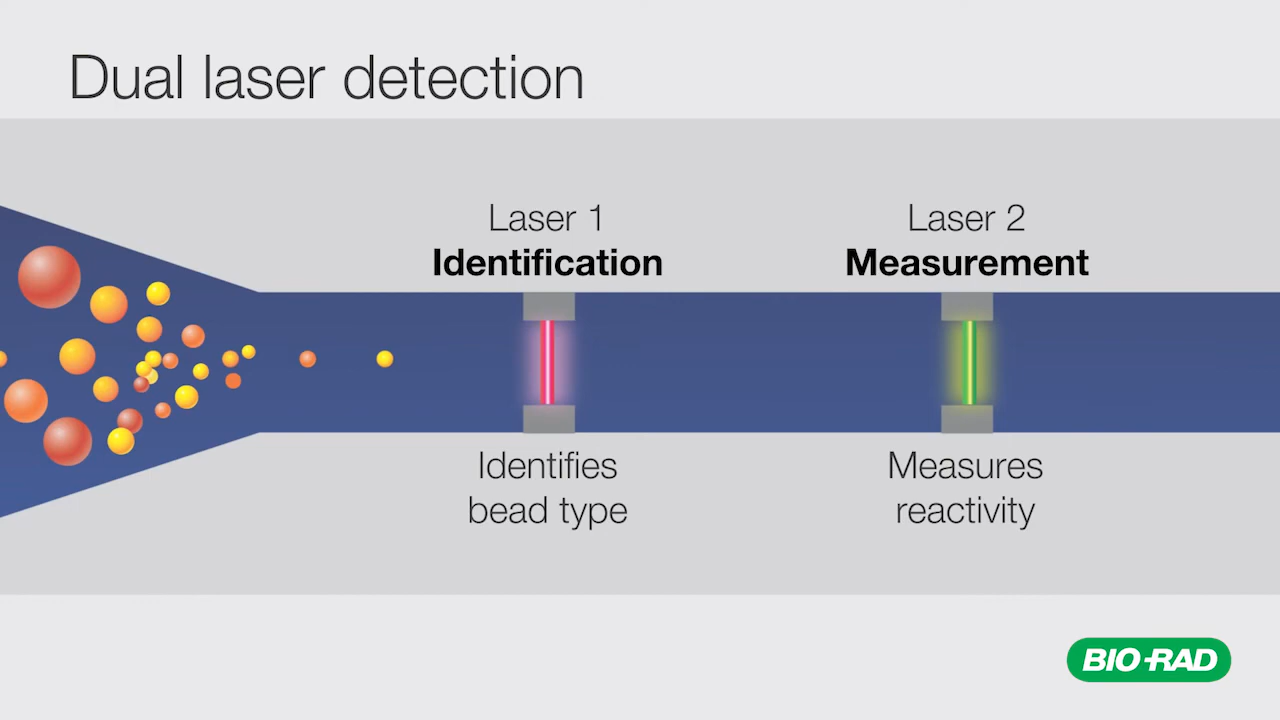 Dual laser detection
Laser 1
Identification
Laser 2
Measurement
Identifies
bead type
Measures
reactivity
BIO-RAD